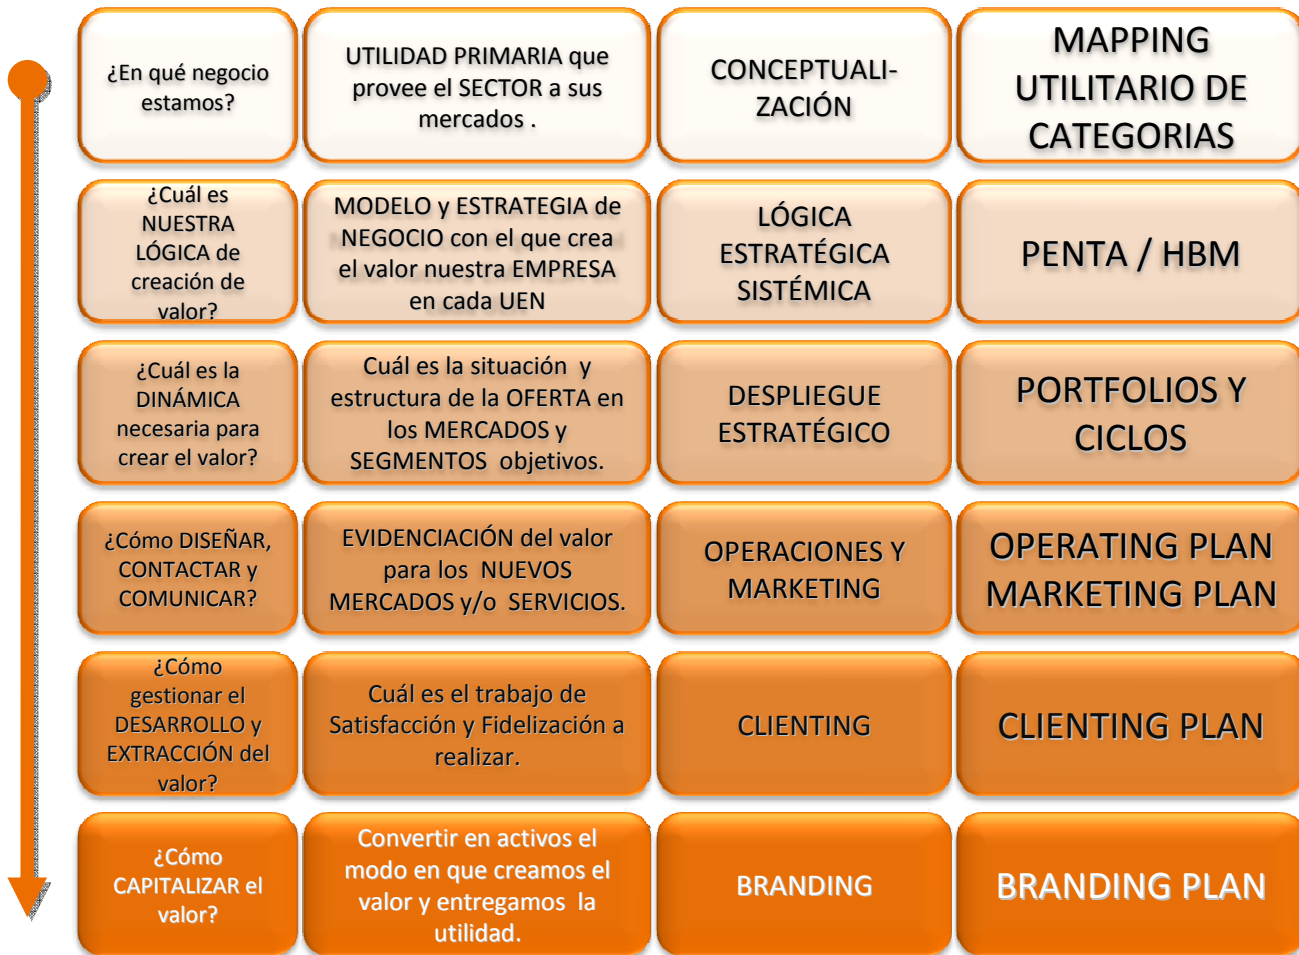 ¿En qué negocio
estamos?
UTILIDAD PRIMARIA que
provee el SECTOR a sus
mercados .
CONCEPTUALI-
ZACIÓN
MAPPING
UTILITARIO DE
CATEGORIAS
¿Cuál es
NUESTRA
LÓGICA de
creación de
valor?
MODELO y ESTRATEGIA de
NEGOCIO con el que crea
el valor nuestra EMPRESA
en cada UEN
LÓGICA
ESTRATÉGICA
SISTÉMICA
PENTA / HBM
¿Cuál es la
DINÁMICA
necesaria para
crear el valor?
Cuál es la situación y
estructura de la OFERTA en
los MERCADOS y
SEGMENTOS objetivos.
DESPLIEGUE
ESTRATÉGICO
PORTFOLIOS Y
CICLOS
¿Cómo DISEÑAR,
CONTACTAR y
COMUNICAR?
EVIDENCIACIÓN del valor
para los NUEVOS
MERCADOS y/o SERVICIOS.
OPERACIONES Y
MARKETING
OPERATING PLAN
MARKETING PLAN
¿Cómo
gestionar el
DESARROLLO y
EXTRACCIÓN del
valor?
Cuál es el trabajo de
Satisfacción y Fidelización a
realizar.
CLIENTING
CLIENTING PLAN
¿Cómo
CAPITALIZAR el
valor?
Convertir en activos el
modo en que creamos el
valor y entregamos la
utilidad.
BRANDING
BRANDING PLAN